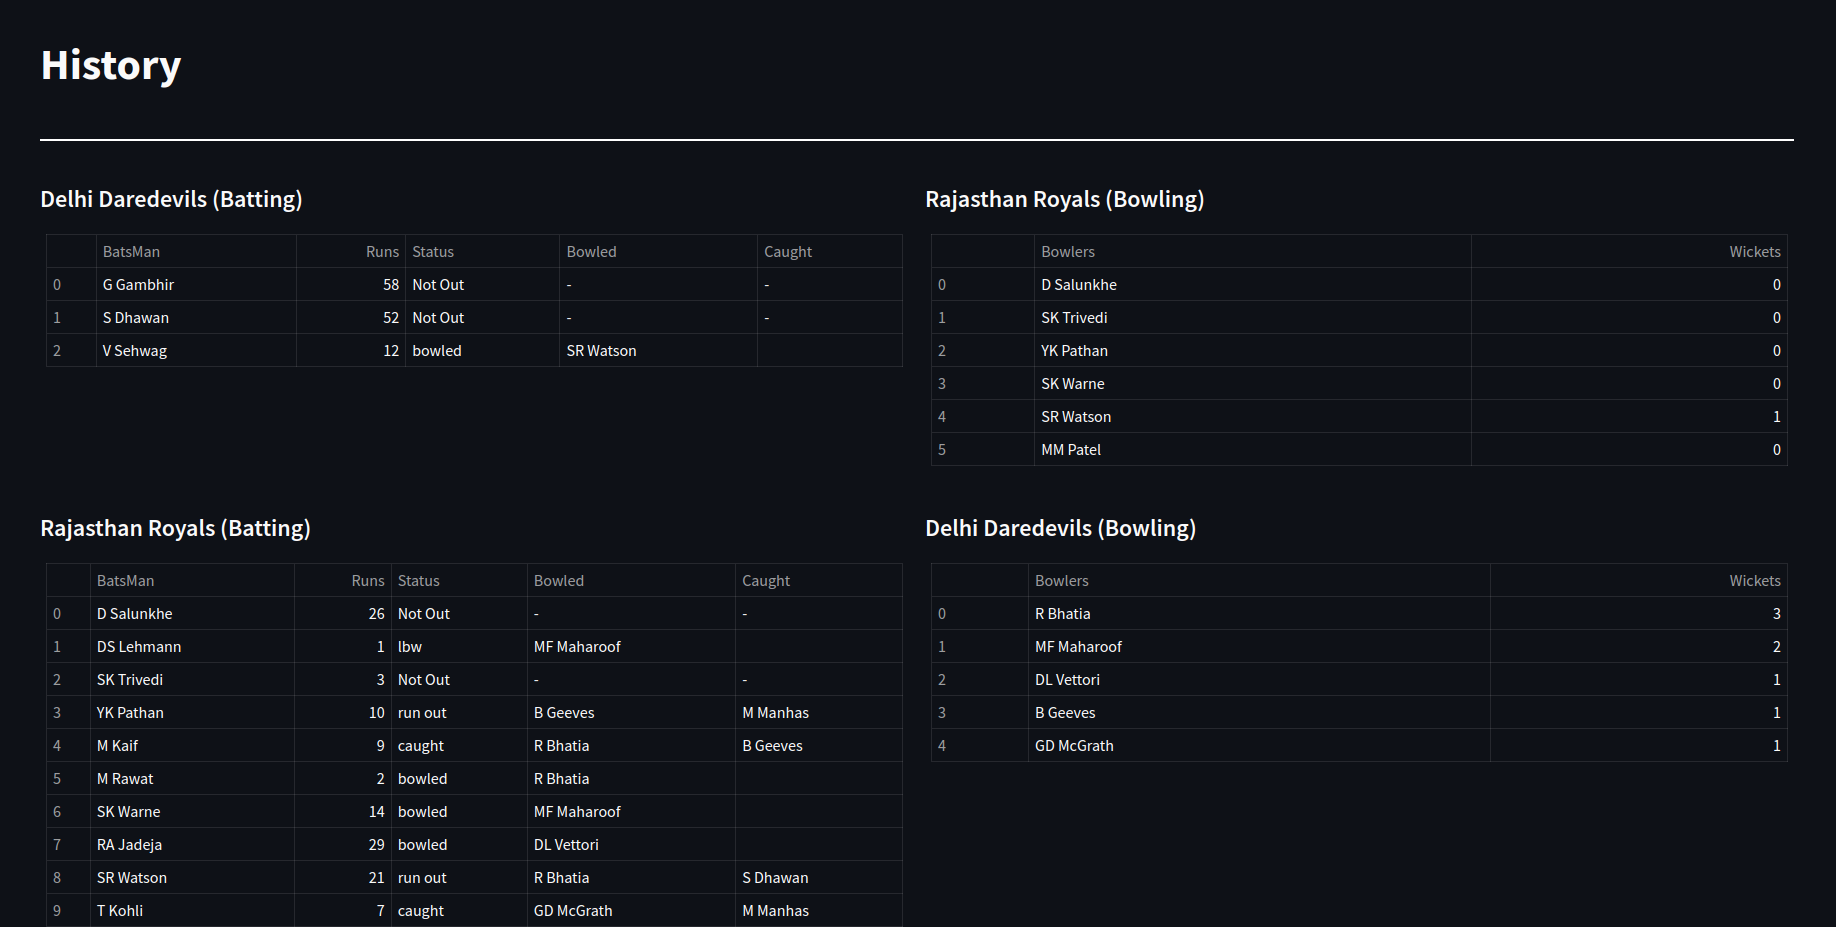 History
Delhi Daredevils (Batting)
BatsMan Runs Status Bowled Caught
0 G Gambhir 58 Not Out - -
1 S Dhawan 52 Not Out - -
2 V Sehwag 12 bowled SR Watson
Rajasthan Royals (Bowling)
Bowlers Wickets
0 D Salunkhe 0
1 SK Trivedi 0
2 YK Pathan 0
3 SK Warne 0
4 SR Watson 1
5 MM Patel 0
Rajasthan Royals (Batting)
BatsMan Runs Status Bowled Caught
0 D Salunkhe 26 Not Out - -
1 DS Lehmann 1 lbw MF Maharoof
2 SK Trivedi 3 Not Out - -
3 YK Pathan 10 run out B Geeves M Manhas
4 M Kaif 9 caught R Bhatia B Geeves
5 M Rawat 2 bowled R Bhatia
6 SK Warne 14 bowled MF Maharoof
7 RA Jadeja 29 bowled DL Vettori
8 SR Watson 21 run out R Bhatia S Dhawan
9 T Kohli 7 caught GD McGrath M Manhas
Delhi Daredevils (Bowling)
Bowlers Wickets
0 R Bhatia 3
1 MF Maharoof 2
2 DL Vettori 1
3 B Geeves 1
4 GD McGrath 1